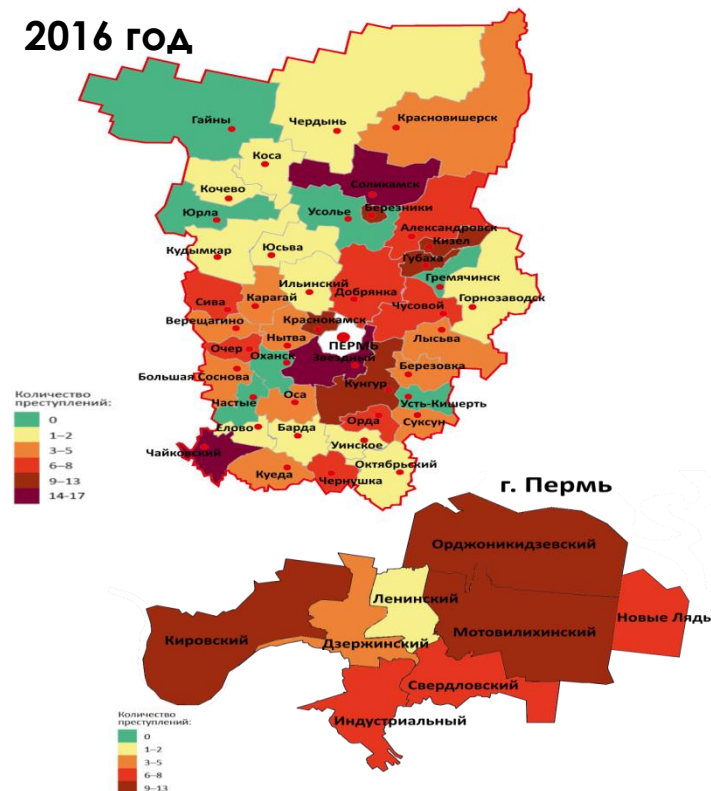 2016 год
Гайны
Чердынь
Красновишерск
Коса
Кочево
Соликамск
Юрла
Усолье
Березники
Александровск
Кизел
Кудымкар
Юсьва
Губаха
Гремячинск
Ильинский
Добрянка
Горнозаводск
Сива
Карагай
Чусовой
Верещагино
Краснокамск
Нытва
ПЕРМЬ
Лысьва
Очер
Оханск
Звездный
Березовка
Большая Соснова
Кунгур
Частые
Оса
Усть-Кишерть
Орда
Суксун
Елово
Барда
Уинское
Чайковский
Октябрьский
Куеда
Чернушка
Количество
преступлений:
0
1–2
3–5
6–8
9–13
14-17
г. Пермь
Орджоникидзевский
Ленинский
Новые Ляды
Кировский
Дзержинский
Мотовилихинский
Свердловский
Индустриальный
Количество
преступлений:
0
1–2
3–5
6–8
9–13